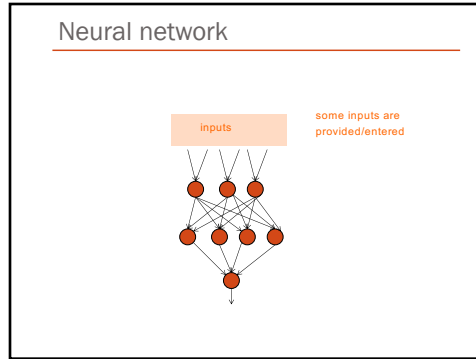 Neural network
inputs
some inputs are
provided/entered